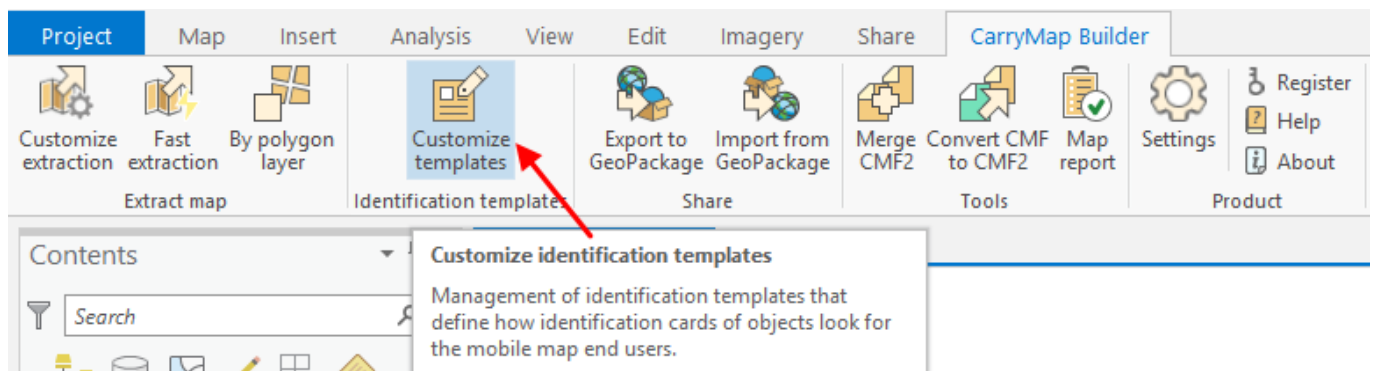 Project Map Insert Analysis View Edit Imagery Share CarryMap Builder
Customize extraction
Fast extraction
By polygon layer
Extract map
Customize templates
Identification templates
Export to GeoPackage
Import from GeoPackage
Share
Merge CMF2
Convert CMF to CMF2
Map report
Tools
Settings
Register
Help
About
Product
Contents
Search
Customize identification templates
Management of identification templates that
define how identification cards of objects look for
the mobile map end users.